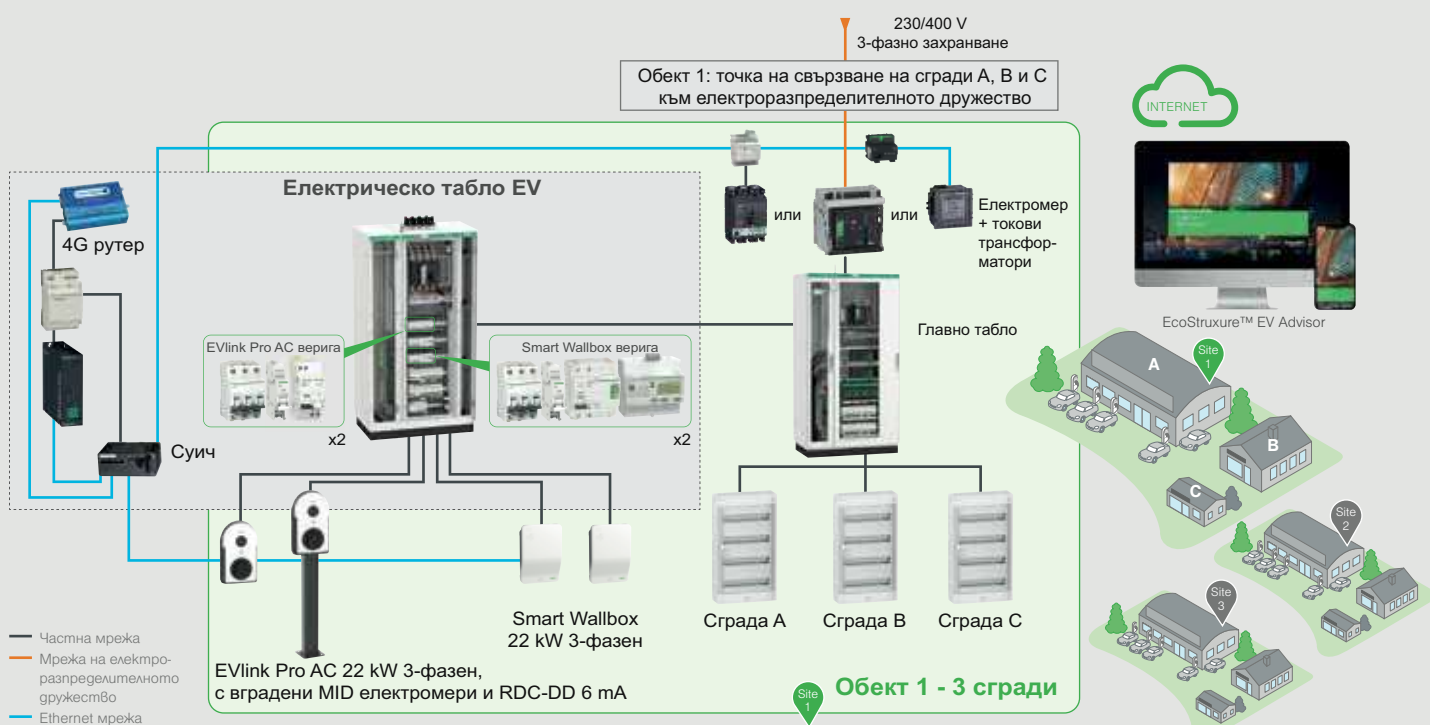 230/400 V
3-фазно захранване
Обект 1: точка на свързване на сгради A, B и C
към електроразпределителното дружество
INTERNET
Електрическо табло EV
4G рутер
или
или
Електромер
+ токови
трансфор-
матори
EcoStruxure™ EV Advisor
Главно табло
EVlink Pro AC верига
x2
Smart Wallbox верига
x2
Суич
A
B
C
Site
1
Site
2
Site
3
Smart Wallbox
22 kW 3-фазен
Сграда A
Сграда B
Сграда C
EVlink Pro AC 22 kW 3-фазен,
с вградени MID електромери и RDC-DD 6 mA
Site
1
Обект 1 - 3 сгради
Частна мрежа
Мрежа на електро-
разпределителното
дружество
Ethernet мрежа